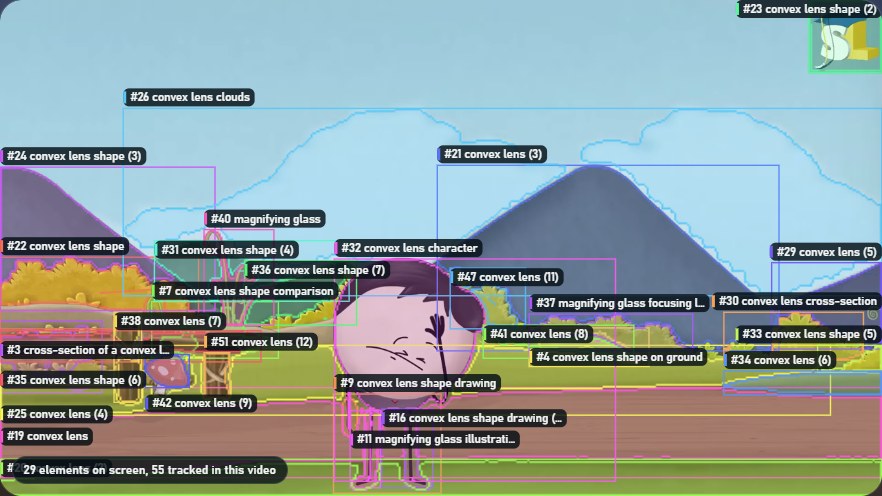 #23 convex lens shape (2)
SL
#26 convex lens clouds
#24 convex lens shape (3)
#21 convex lens (3)
#40 magnifying glass
#22 convex lens shape
#31 convex lens shape (4)
#32 convex lens character
#29 convex lens (5)
#36 convex lens shape (7)
#47 convex lens (11)
#7 convex lens shape comparison
#37 magnifying glass focusing l...
#30 convex lens cross-section
#38 convex lens (7)
#41 convex lens (8)
#33 convex lens shape (5)
#51 convex lens (12)
#3 cross-section of a convex l...
#4 convex lens shape on ground
#34 convex lens (6)
#35 convex lens shape (6)
#9 convex lens shape drawing
#42 convex lens (9)
#25 convex lens (4)
#16 convex lens shape drawing (...
#19 convex lens
#11 magnifying glass illustrati...
29 elements on screen, 55 tracked in this video